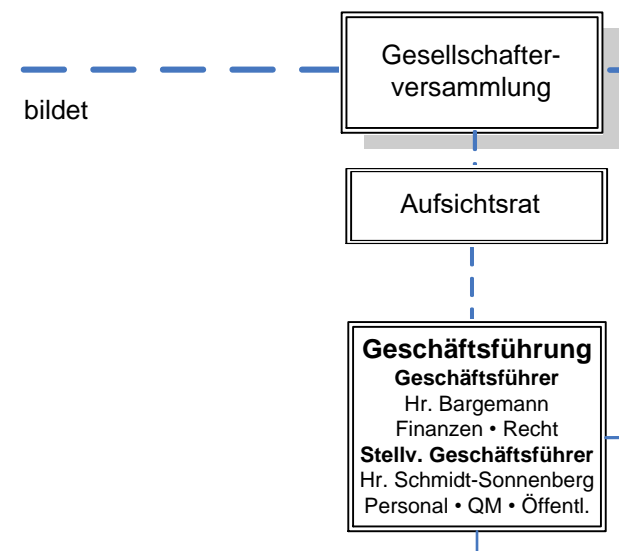 Gesellschafter-
versammlung
bildet
Aufsichtsrat
Geschäftsführung
Geschäftsführer
Hr. Bargemann
Finanzen • Recht
Stellv. Geschäftsführer
Hr. Schmidt-Sonnenberg
Personal • QM • Öffentl.